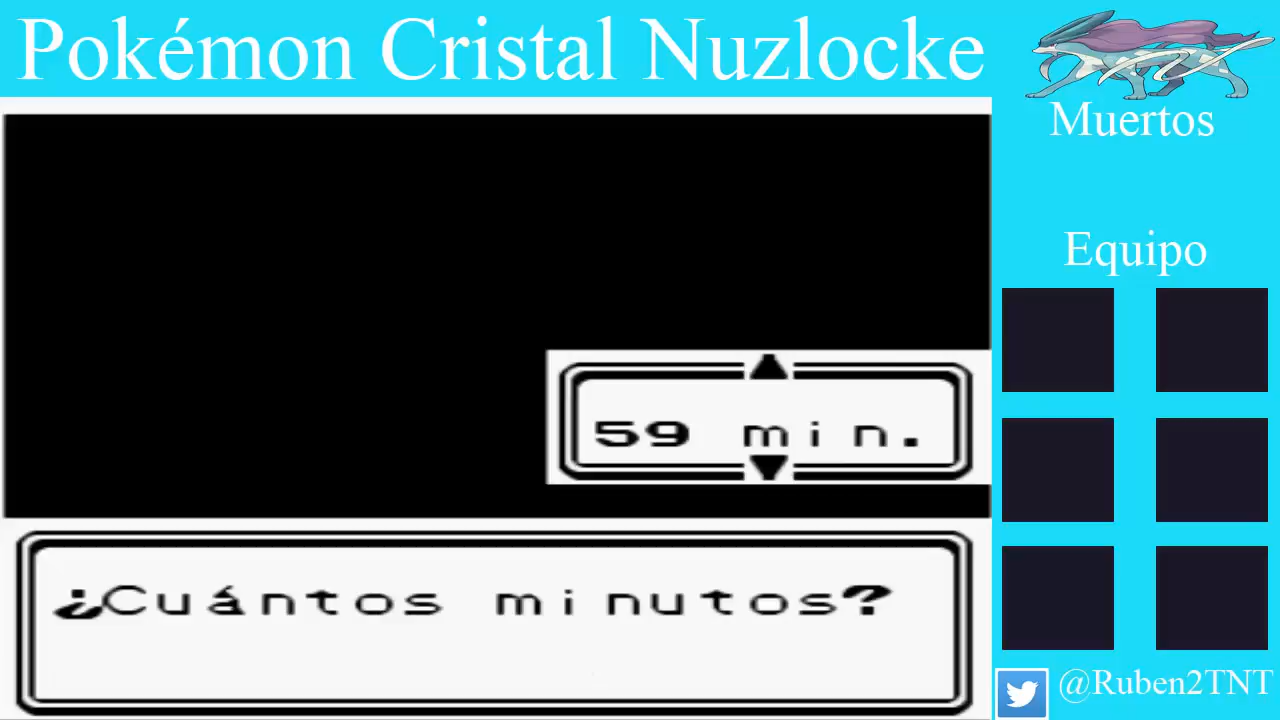 Pokémon Cristal Nuzlocke
Muertos
Equipo
59 min.
¿Cuántos minutos?
@Ruben2TNT